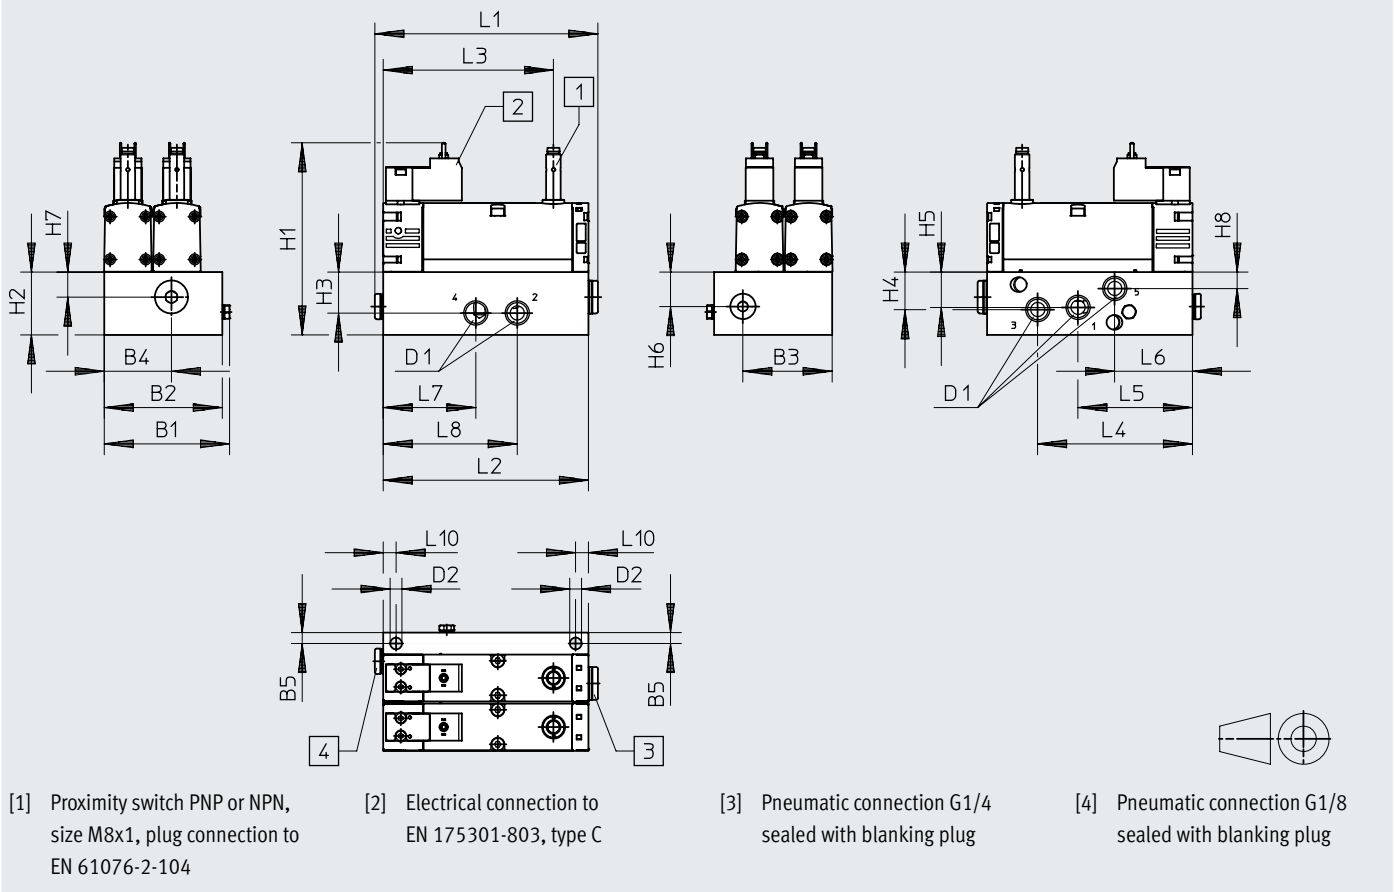 L1
L3
1
2
H7
H1
H5
H8
H2
H3
H4
4
2
5
3
1
H6
B4
D1
B3
L6
B2
L7
D1
L5
B1
L8
L4
L2
L10
L10
D2
D2
B5
B5
4
3
[1] Proximity switch PNP or NPN,
size M8x1, plug connection to
EN 61076-2-104
[2] Electrical connection to
EN 175301-803, type C
[3] Pneumatic connection G1/4
sealed with blanking plug
[4] Pneumatic connection G1/8
sealed with blanking plug